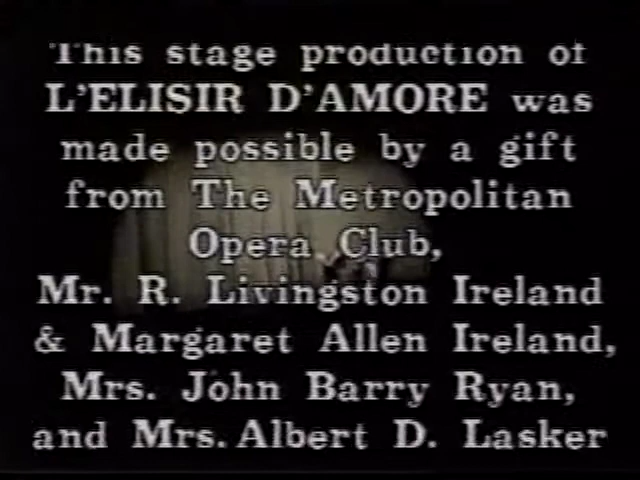 This stage production of
L'ELISIR D'AMORE was
made possible by a gift
from The Metropolitan
Opera Club,
Mr. R. Livingston Ireland
& Margaret Allen Ireland,
Mrs. John Barry Ryan,
and Mrs. Albert D. Lasker